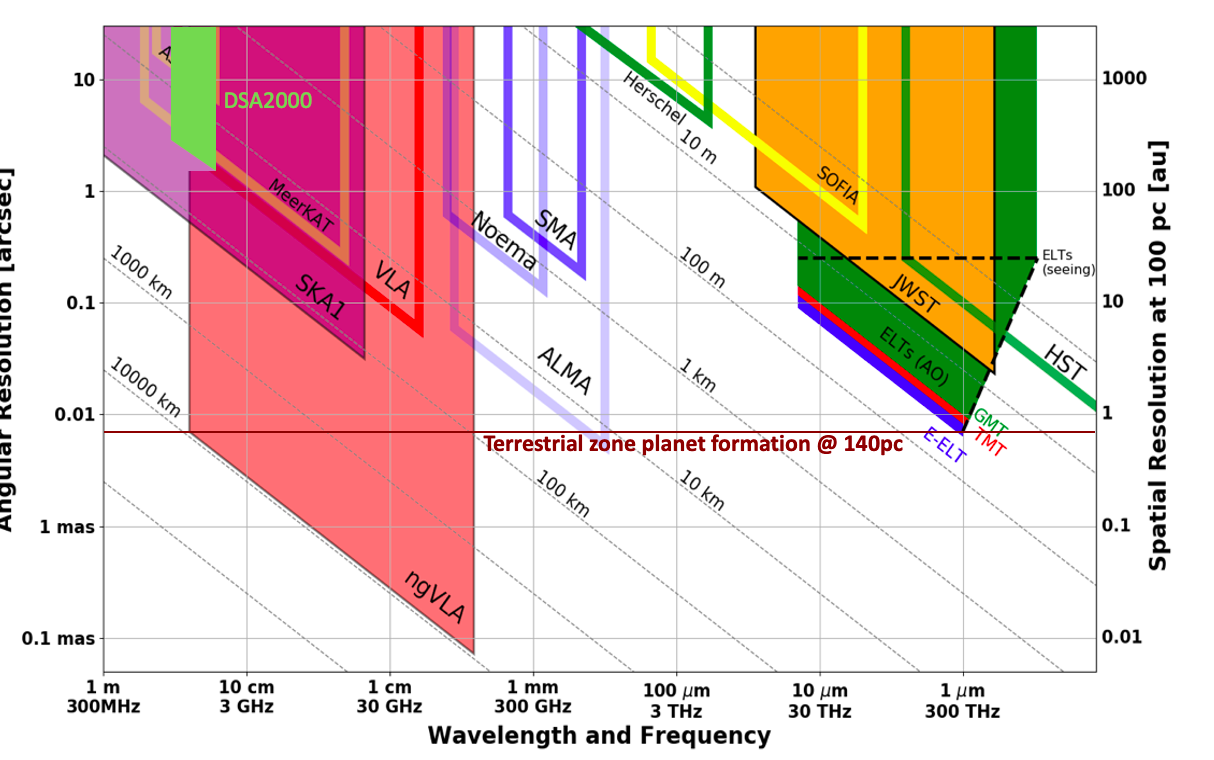 10
1
0.1
0.01
1 mas
0.1 mas
1000
100
10
1
0.1
0.01
Resolution [arcsec]
Spatial Resolution at 100 pc [au]
DSA2000
MeerKAT
SKA1
VLA
ngVLA
Noema
SMA
ALMA
Herschel
10 m
SOFIA
100 m
JWST
ELTs
(seeing)
ELTs (AO)
HST
GMT
TMT
E-ELT
1000 km
10000 km
1 km
10 km
100 km
Terrestrial zone planet formation @ 140pc
1 m
300MHz
10 cm
3 GHz
1 cm
30 GHz
1 mm
300 GHz
100 μm
3 THz
10 μm
30 THz
1 μm
300 THz
Wavelength and Frequency